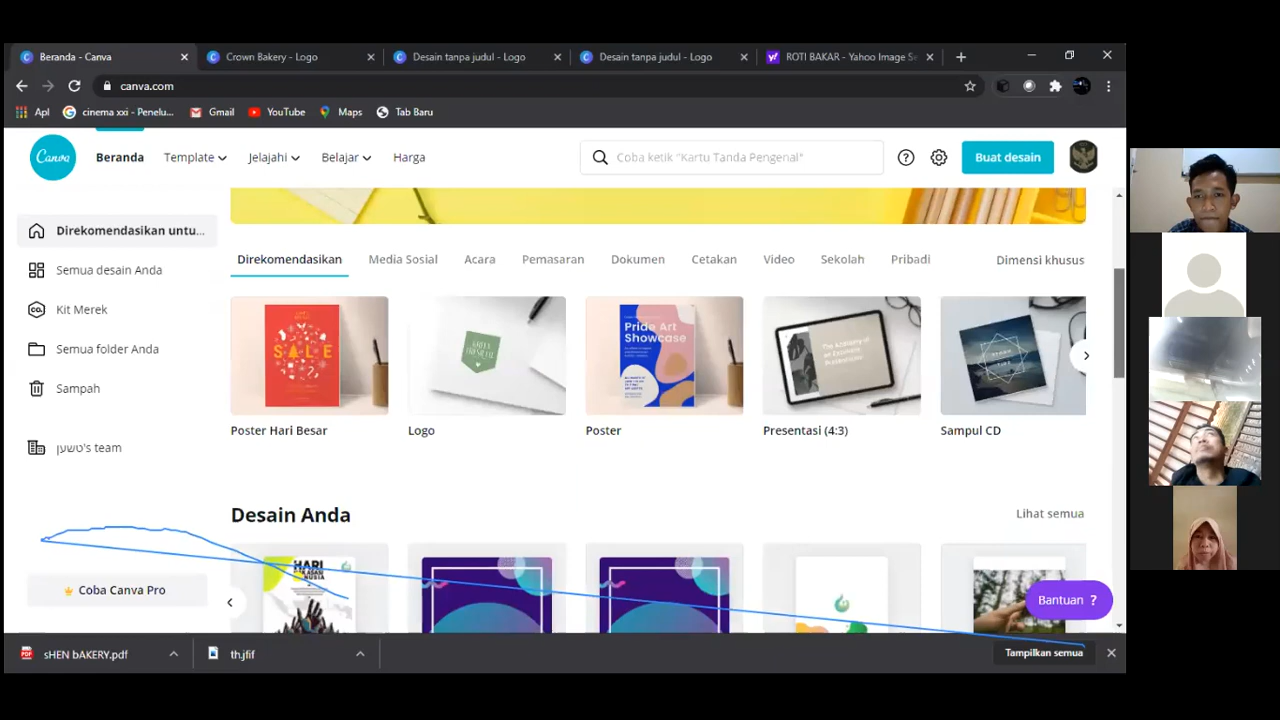 Beranda - Canva
Crown Bakery - Logo
Desain tanpa judul - Logo
Desain tanpa judul - Logo
ROTI BAKAR - Yahoo Image Se
canva.com
Apl
cinema xxi - Penelu...
Gmail
YouTube
Maps
Tab Baru
Canva
Beranda
Template
Jelajahi
Belajar
Harga
Coba ketik "Kartu Tanda Pengenal"
Buat desain
Direkomendasikan untu...
Semua desain Anda
Kit Merek
Semua folder Anda
Sampah
טשען's team
Coba Canva Pro
Direkomendasikan
Media Sosial
Acara
Pemasaran
Dokumen
Cetakan
Video
Sekolah
Pribadi
Dimensi khusus
SALE
Pride Art
Showcase
Poster Hari Besar
Logo
Poster
Presentasi (4:3)
Sampul CD
Desain Anda
Lihat semua
HARI
Bantuan ?
sHEN bAKERY.pdf
th.jfif
Tampilkan semua